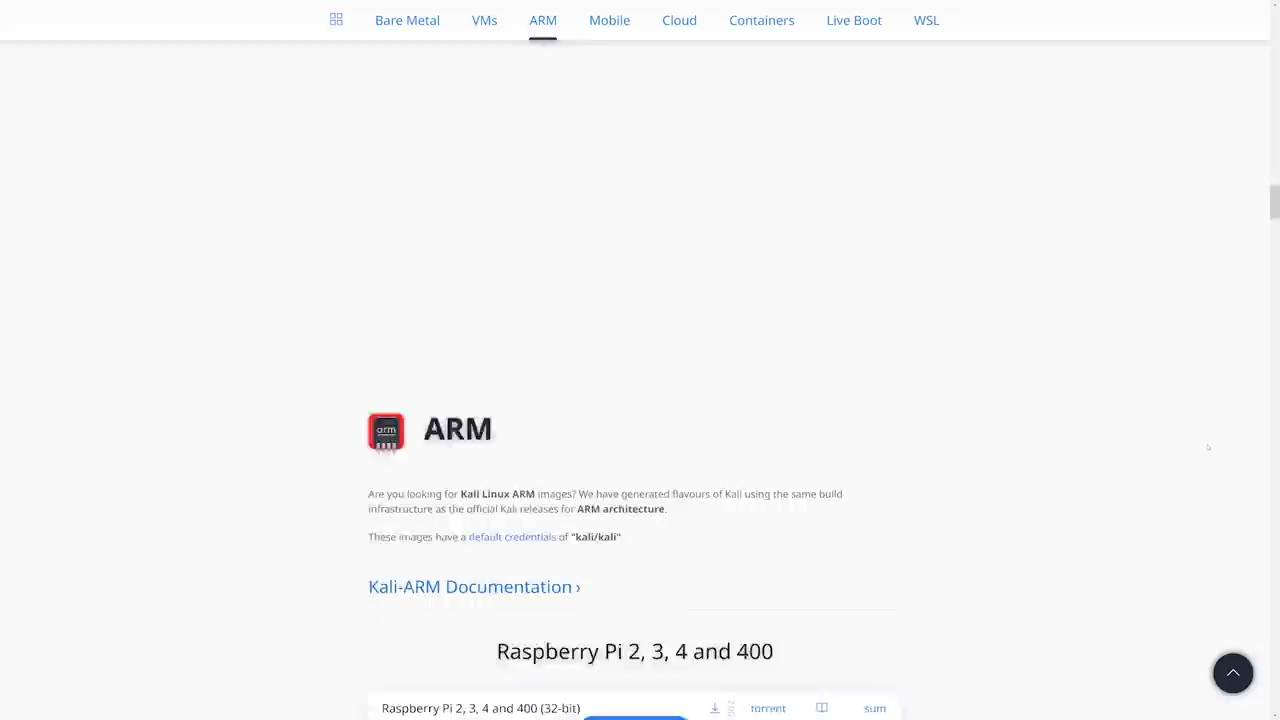 Bare Metal VMs ARM Mobile Cloud Containers Live Boot WSL
arm
ARM
Are you looking for Kali Linux ARM images? We have generated flavours of Kali using the same build
infrastructure as the official Kali releases for ARM architecture.
These images have a default credentials of "kali/kali"
Kali-ARM Documentation ›
Raspberry Pi 2, 3, 4 and 400
Raspberry Pi 2, 3, 4 and 400 (32-bit) torrent sum